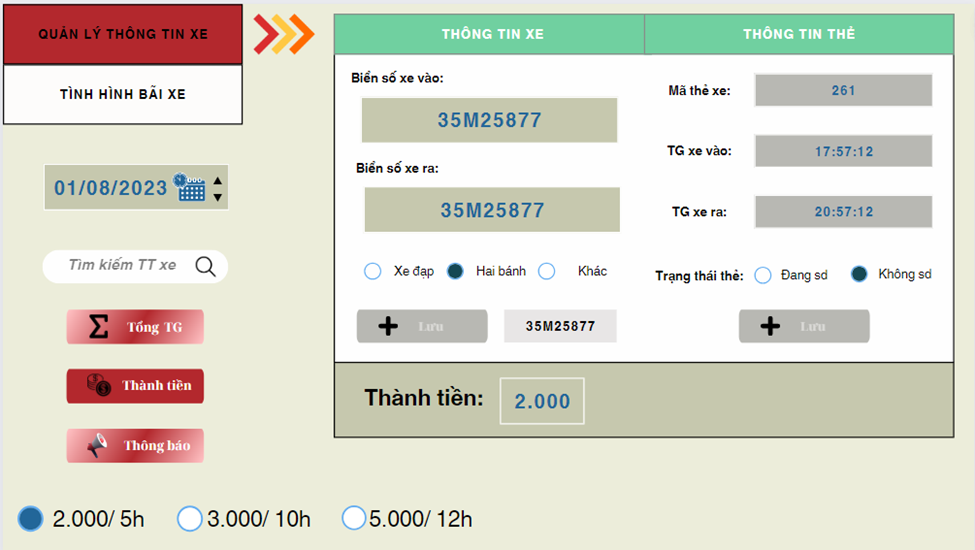 QUẢN LÝ THÔNG TIN XE
TÌNH HÌNH BÃI XE
01/08/2023
Tìm kiếm TT xe
Tổng TG
Thành tiền
Thông báo
THÔNG TIN XE
THÔNG TIN THẺ
Biển số xe vào:
35M25877
Biển số xe ra:
35M25877
Xe đạp
Hai bánh
Khác
Lưu
35M25877
Mã thẻ xe:
261
TG xe vào:
17:57:12
TG xe ra:
20:57:12
Trạng thái thẻ:
Đang sd
Không sd
Lưu
Thành tiền:
2.000
2.000/ 5h
3.000/ 10h
5.000/ 12h